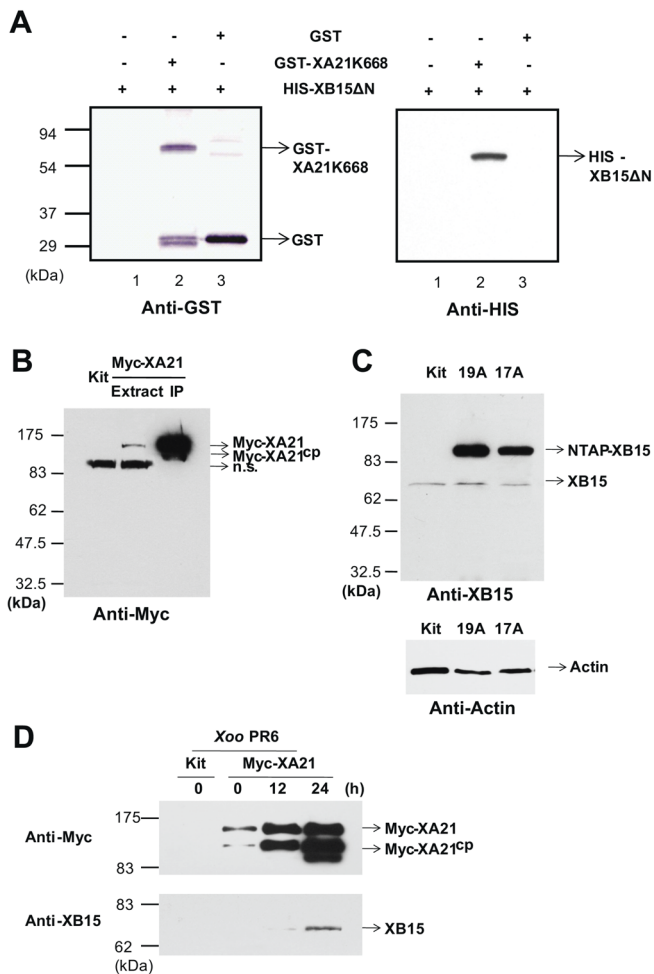 A
- - + GST
- + - GST-XA21K668
+ + + HIS-XB15ΔN
- - +
- + -
+ + +
94
54
37
29
(kDa)
GST-
XA21K668
GST
HIS -
XB15ΔN
1 2 3
Anti-GST
1 2 3
Anti-HIS
B
Myc-XA21
Kit
Extract IP
175
83
62
47.5
32.5
(kDa)
Myc-XA21
Myc-XA21cp
n.s.
Anti-Myc
C
Kit 19A 17A
175
83
62
47.5
32.5
(kDa)
NTAP-XB15
XB15
Anti-XB15
Kit 19A 17A
Actin
Anti-Actin
D
Xoo PR6
Kit Myc-XA21
0 0 12 24 (h)
Anti-Myc
175
83
Myc-XA21
Myc-XA21cp
Anti-XB15
83
62
(kDa)
XB15